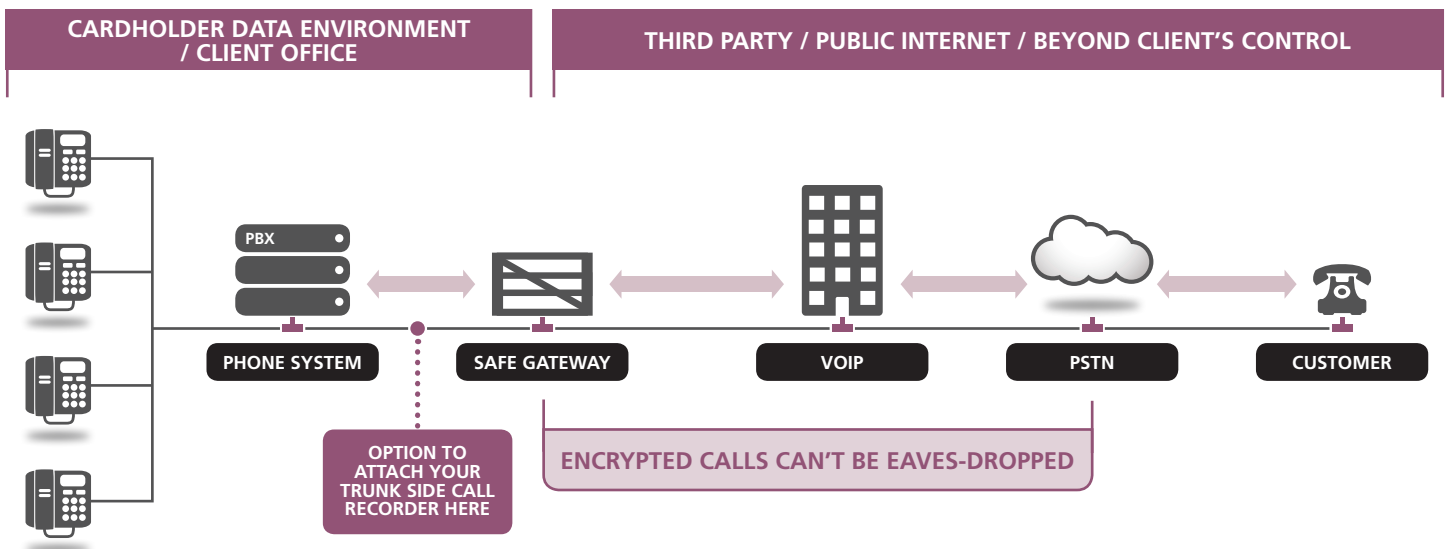 CARDHOLDER DATA ENVIRONMENT
/ CLIENT OFFICE
THIRD PARTY / PUBLIC INTERNET / BEYOND CLIENT'S CONTROL
PBX
PHONE SYSTEM
SAFE GATEWAY
VOIP
PSTN
CUSTOMER
OPTION TO
ATTACH YOUR
TRUNK SIDE CALL
RECORDER HERE
ENCRYPTED CALLS CAN'T BE EAVES-DROPPED